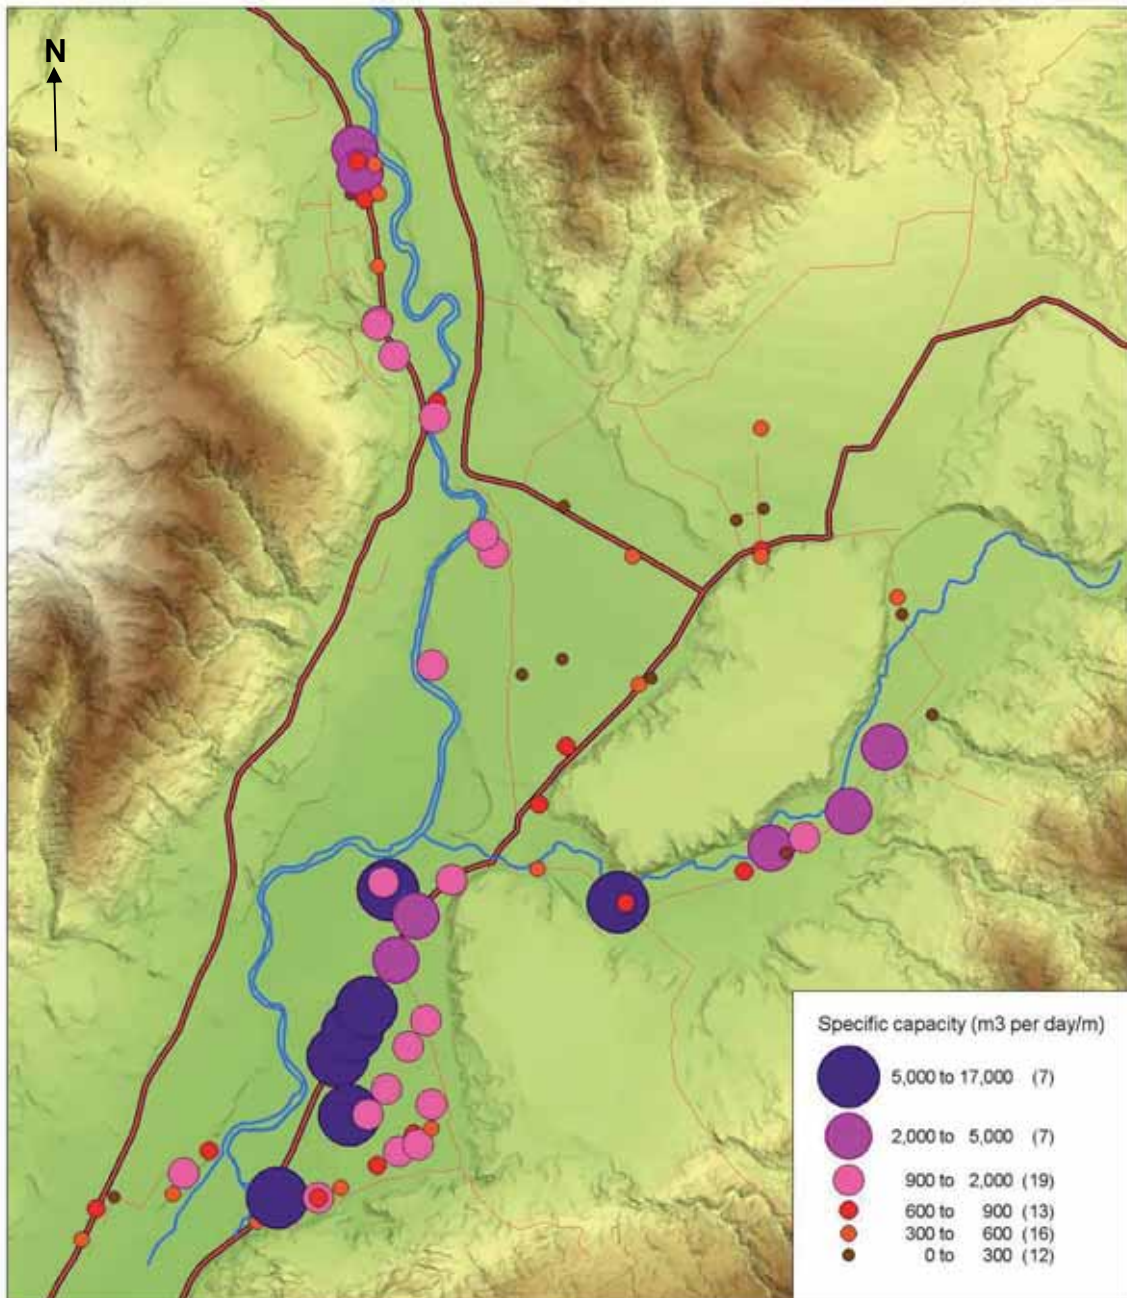 N
Specific capacity (m3 per day/m)
5,000 to 17,000 (7)
2,000 to 5,000 (7)
900 to 2,000 (19)
600 to 900 (13)
300 to 600 (16)
0 to 300 (12)